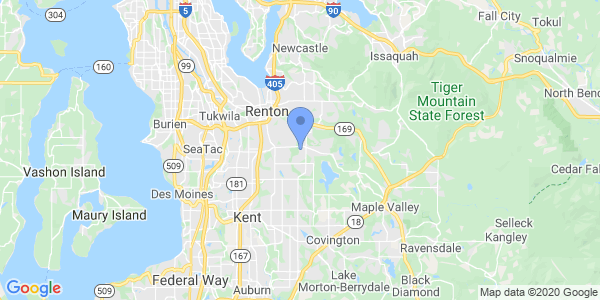 304
5
90
Fall City
Tokul
Newcastle
Issaquah
Snoqualmie
160
99
405
Tiger
Mountain
State Forest
North Bend
Renton
Tukwila
Burien
169
SeaTac
509
Vashon Island
Cedar Fal
181
Des Moines
Maury Island
Maple Valley
Kent
18
Selleck
Kangley
Covington
Ravensdale
167
Federal Way
Lake
Morton-Berrydale
Black
Diamond
509
Auburn
Google
Map data ©2020 Google